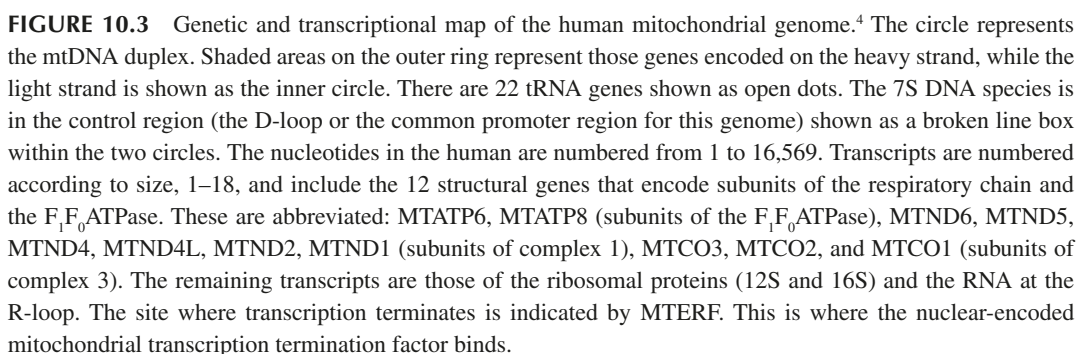 FIGURE 10.3 Genetic and transcriptional map of the human mitochondrial genome.⁴ The circle represents
the mtDNA duplex. Shaded areas on the outer ring represent those genes encoded on the heavy strand, while the
light strand is shown as the inner circle. There are 22 tRNA genes shown as open dots. The 7S DNA species is
in the control region (the D-loop or the common promoter region for this genome) shown as a broken line box
within the two circles. The nucleotides in the human are numbered from 1 to 16,569. Transcripts are numbered
according to size, 1–18, and include the 12 structural genes that encode subunits of the respiratory chain and
the F₁F₀ATPase. These are abbreviated: MTATP6, MTATP8 (subunits of the F₁F₀ATPase), MTND6, MTND5,
MTND4, MTND4L, MTND2, MTND1 (subunits of complex 1), MTCO3, MTCO2, and MTCO1 (subunits of
complex 3). The remaining transcripts are those of the ribosomal proteins (12S and 16S) and the RNA at the
R-loop. The site where transcription terminates is indicated by MTERF. This is where the nuclear-encoded
mitochondrial transcription termination factor binds.